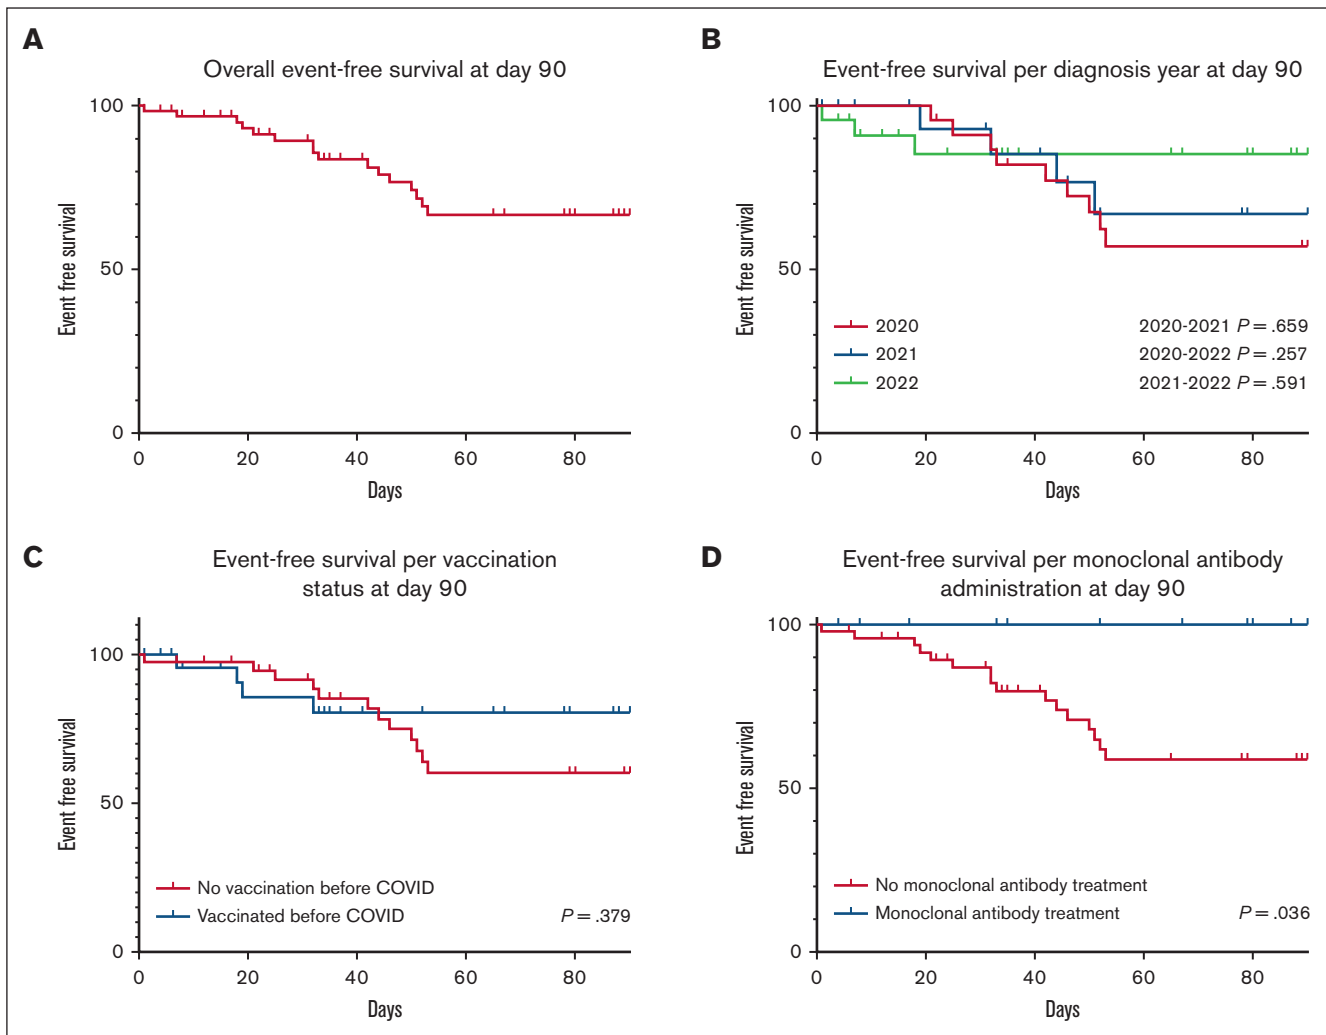 A
Overall event-free survival at day 90
100
50
0
Event free survival
0 20 40 60 80
Days
B
Event-free survival per diagnosis year at day 90
100
50
0
Event free survival
2020 2020-2021 P = .659
2021 2020-2022 P = .257
2022 2021-2022 P = .591
0 20 40 60 80
Days
C
Event-free survival per vaccination
status at day 90
100
50
0
Event free survival
No vaccination before COVID
Vaccinated before COVID P = .379
0 20 40 60 80
Days
D
Event-free survival per monoclonal antibody
administration at day 90
100
50
0
Event free survival
No monoclonal antibody treatment
Monoclonal antibody treatment P = .036
0 20 40 60 80
Days